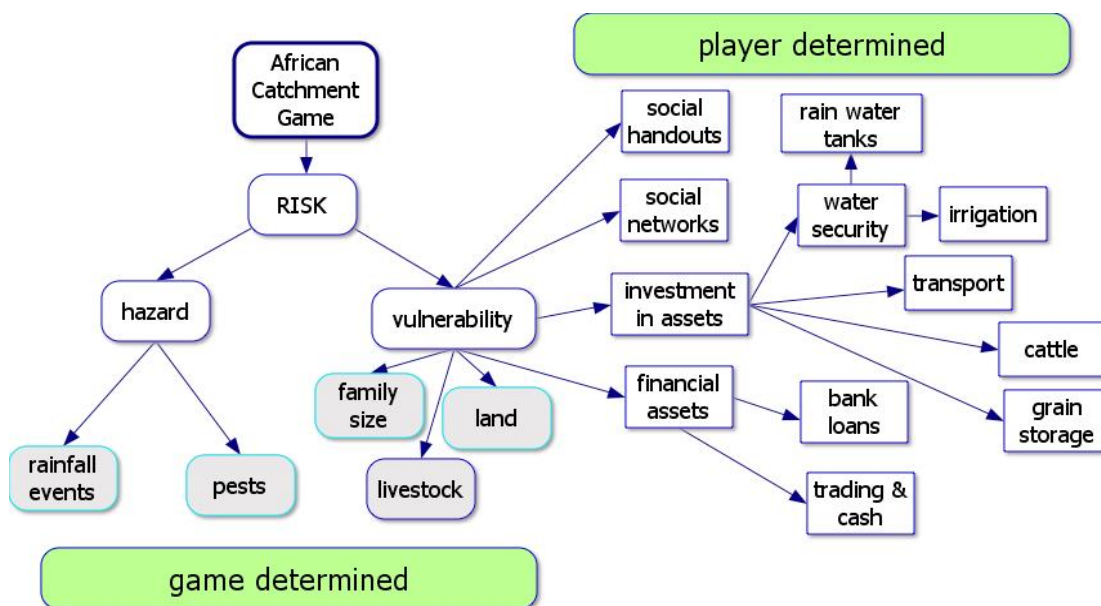 player determined
African
Catchment
Game
social
handouts
rain water
tanks
RISK
social
networks
water
security
irrigation
hazard
vulnerability
investment
in assets
transport
cattle
family
size
land
financial
assets
bank
loans
grain
storage
rainfall
events
pests
livestock
trading &
cash
game determined